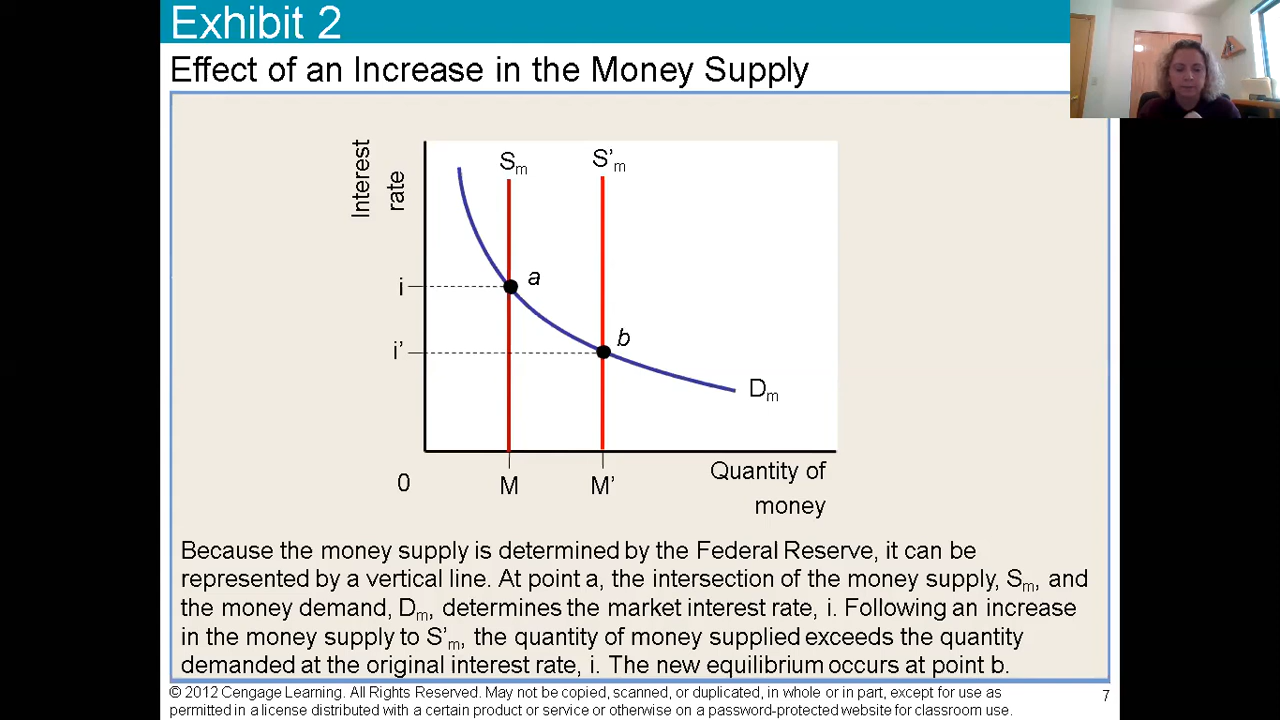 Exhibit 2
Effect of an Increase in the Money Supply
Interest
rate
Sm
S’m
a
i
b
i’
Dm
0
M
M’
Quantity of
money
Because the money supply is determined by the Federal Reserve, it can be
represented by a vertical line. At point a, the intersection of the money supply, Sm, and
the money demand, Dm, determines the market interest rate, i. Following an increase
in the money supply to S’m, the quantity of money supplied exceeds the quantity
demanded at the original interest rate, i. The new equilibrium occurs at point b.
© 2012 Cengage Learning. All Rights Reserved. May not be copied, scanned, or duplicated, in whole or in part, except for use as
permitted in a license distributed with a certain product or service or otherwise on a password-protected website for classroom use.
7